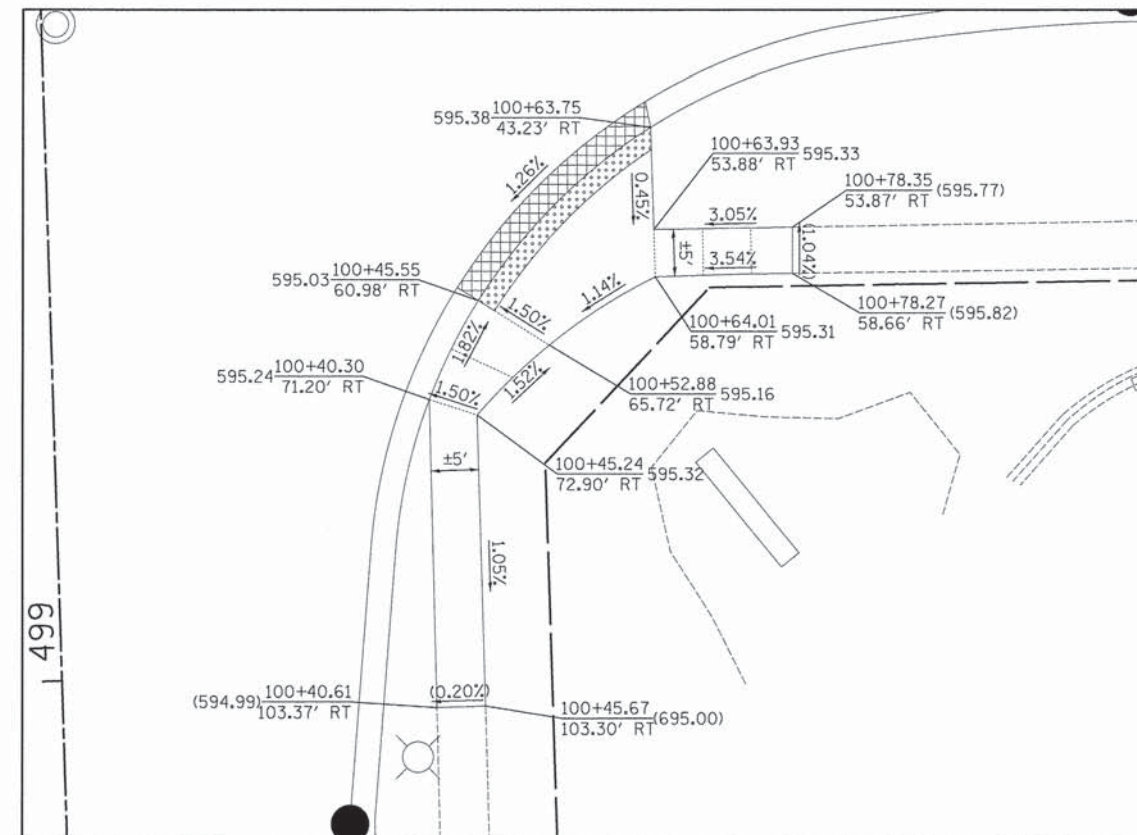 100+63.75
595.38
43.23' RT
100+63.93
53.88' RT 595.33
1.26%
0.45%
100+78.35
53.87' RT (595.77)
3.05%
±5'
3.54%
(1.04%)
100+45.55
595.03
60.98' RT
1.14%
100+78.27
58.66' RT (595.82)
1.50%
100+64.01
58.79' RT 595.31
1.82%
100+40.30
595.24
71.20' RT
1.50%
1.52%
100+52.88
65.72' RT 595.16
±5'
100+45.24
72.90' RT 595.32
1.05%
499
(594.99) 100+40.61
103.37' RT
(0.20%)
100+45.67
103.30' RT (695.00)